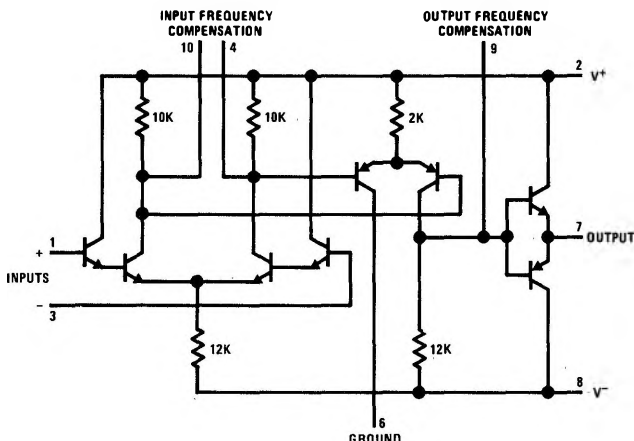 INPUT FREQUENCY
COMPENSATION
10 4
OUTPUT FREQUENCY
COMPENSATION
9
2 V+
10K
10K
2K
1
+
INPUTS
−
3
7
OUTPUT
12K
12K
8
V−
6
GROUND